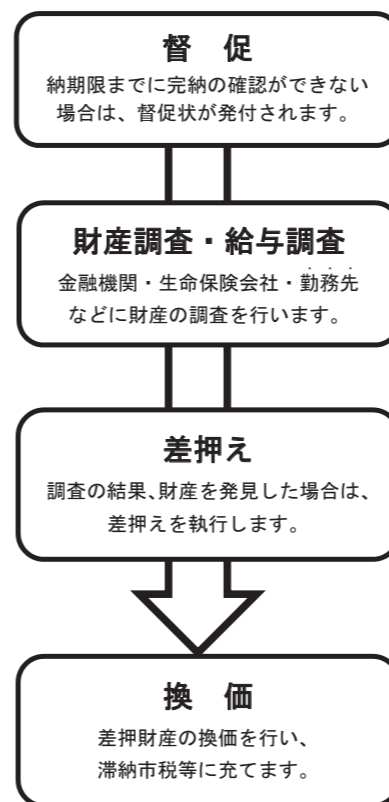 督　促
納期限までに完納の確認ができない
場合は、督促状が発付されます。
財産調査・給与調査
金融機関・生命保険会社・勤務先
などに財産の調査を行います。
差押え
調査の結果、財産を発見した場合は、
差押えを執行します。
換　価
差押財産の換価を行い、
滞納市税等に充てます。